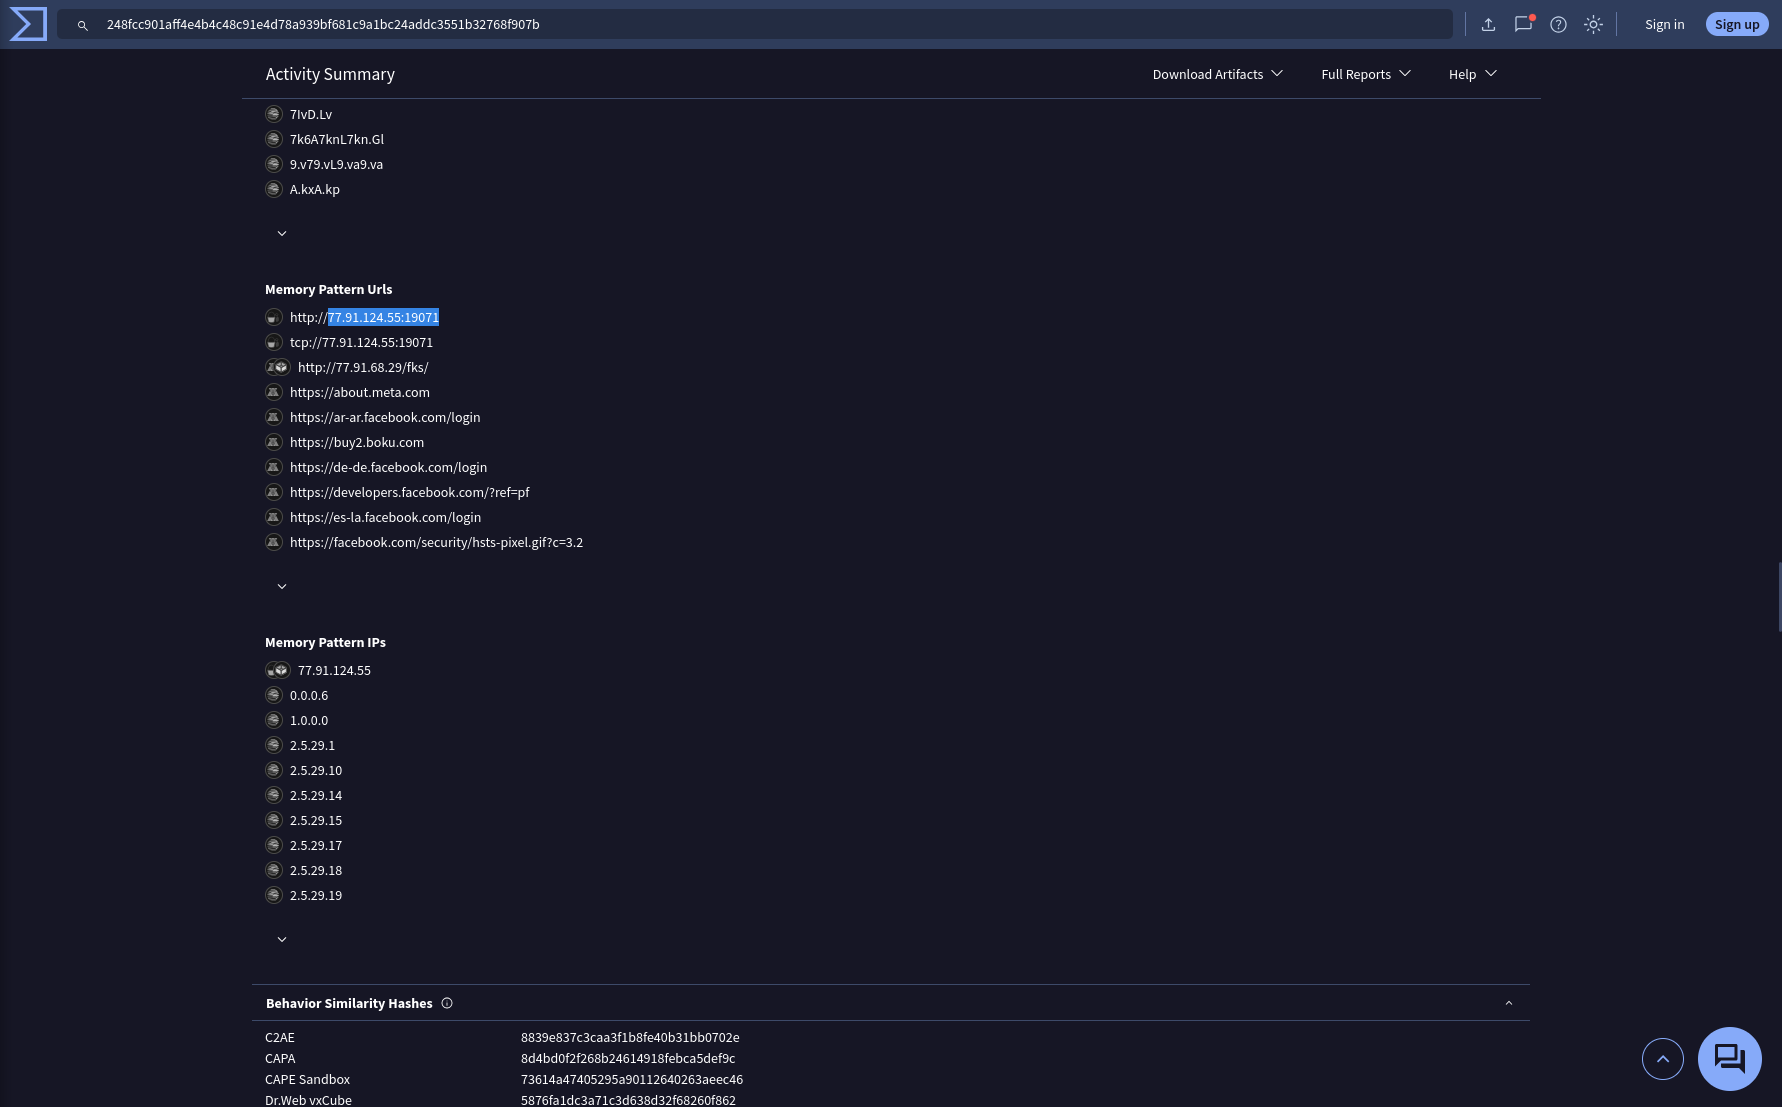 248fcc901aff4e4b4c48c91e4d78a939bf681c9a1bc24addc3551b32768f907b
Sign in
Sign up
Activity Summary
Download Artifacts
Full Reports
Help
7IvD.Lv
7k6A7knL7kn.Gl
9.v79.vL9.va9.va
A.kxA.kp
Memory Pattern Urls
http://77.91.124.55:19071
tcp://77.91.124.55:19071
http://77.91.68.29/fks/
https://about.meta.com
https://ar-ar.facebook.com/login
https://buy2.boku.com
https://de-de.facebook.com/login
https://developers.facebook.com/?ref=pf
https://es-la.facebook.com/login
https://facebook.com/security/hsts-pixel.gif?c=3.2
Memory Pattern IPs
77.91.124.55
0.0.0.6
1.0.0.0
2.5.29.1
2.5.29.10
2.5.29.14
2.5.29.15
2.5.29.17
2.5.29.18
2.5.29.19
Behavior Similarity Hashes
C2AE 8839e837c3caa3f1b8fe40b31bb0702e
CAPA 8d4bd0f2f268b24614918febca5def9c
CAPE Sandbox 73614a47405295a90112640263aeec46
Dr.Web vxCube 5876fa1dc3a71c3d638d32f68260f862